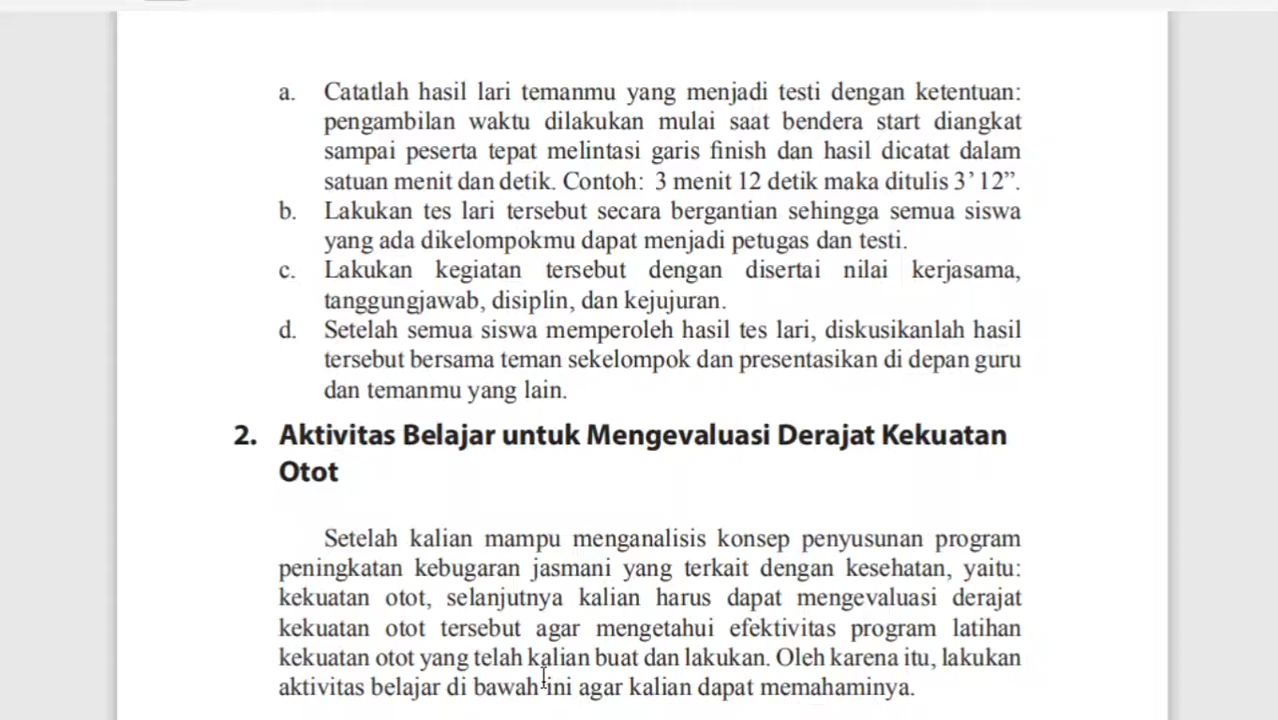 a. Catatlah hasil lari temanmu yang menjadi testi dengan ketentuan:
pengambilan waktu dilakukan mulai saat bendera start diangkat
sampai peserta tepat melintasi garis finish dan hasil dicatat dalam
satuan menit dan detik. Contoh: 3 menit 12 detik maka ditulis 3’ 12”.
b. Lakukan tes lari tersebut secara bergantian sehingga semua siswa
yang ada dikelompokmu dapat menjadi petugas dan testi.
c. Lakukan kegiatan tersebut dengan disertai nilai kerjasama,
tanggungjawab, disiplin, dan kejujuran.
d. Setelah semua siswa memperoleh hasil tes lari, diskusikanlah hasil
tersebut bersama teman sekelompok dan presentasikan di depan guru
dan temanmu yang lain.
2. Aktivitas Belajar untuk Mengevaluasi Derajat Kekuatan
Otot
Setelah kalian mampu menganalisis konsep penyusunan program
peningkatan kebugaran jasmani yang terkait dengan kesehatan, yaitu:
kekuatan otot, selanjutnya kalian harus dapat mengevaluasi derajat
kekuatan otot tersebut agar mengetahui efektivitas program latihan
kekuatan otot yang telah kalian buat dan lakukan. Oleh karena itu, lakukan
aktivitas belajar di bawah ini agar kalian dapat memahaminya.